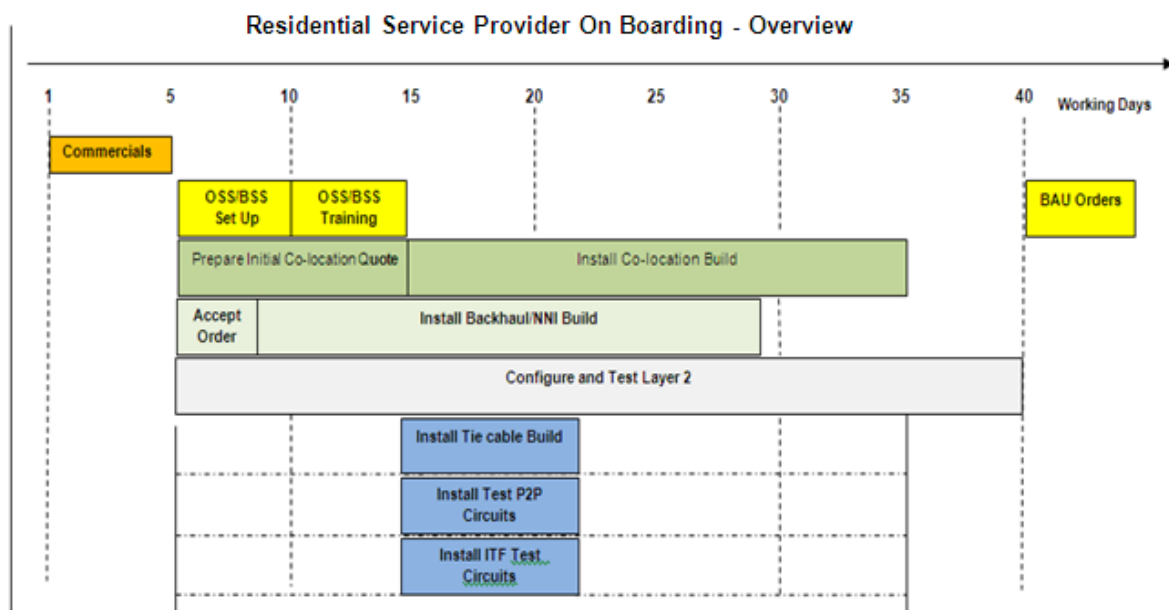 Residential Service Provider On Boarding - Overview
1 5 10 15 20 25 30 35 40 Working Days
Commercials
OSS/BSS
Set Up
OSS/BSS
Training
BAU Orders
Prepare Initial Co-location Quote
Install Co-location Build
Accept
Order
Install Backhaul/NNI Build
Configure and Test Layer 2
Install Tie cable Build
Install Test P2P
Circuits
Install ITF Test
Circuits